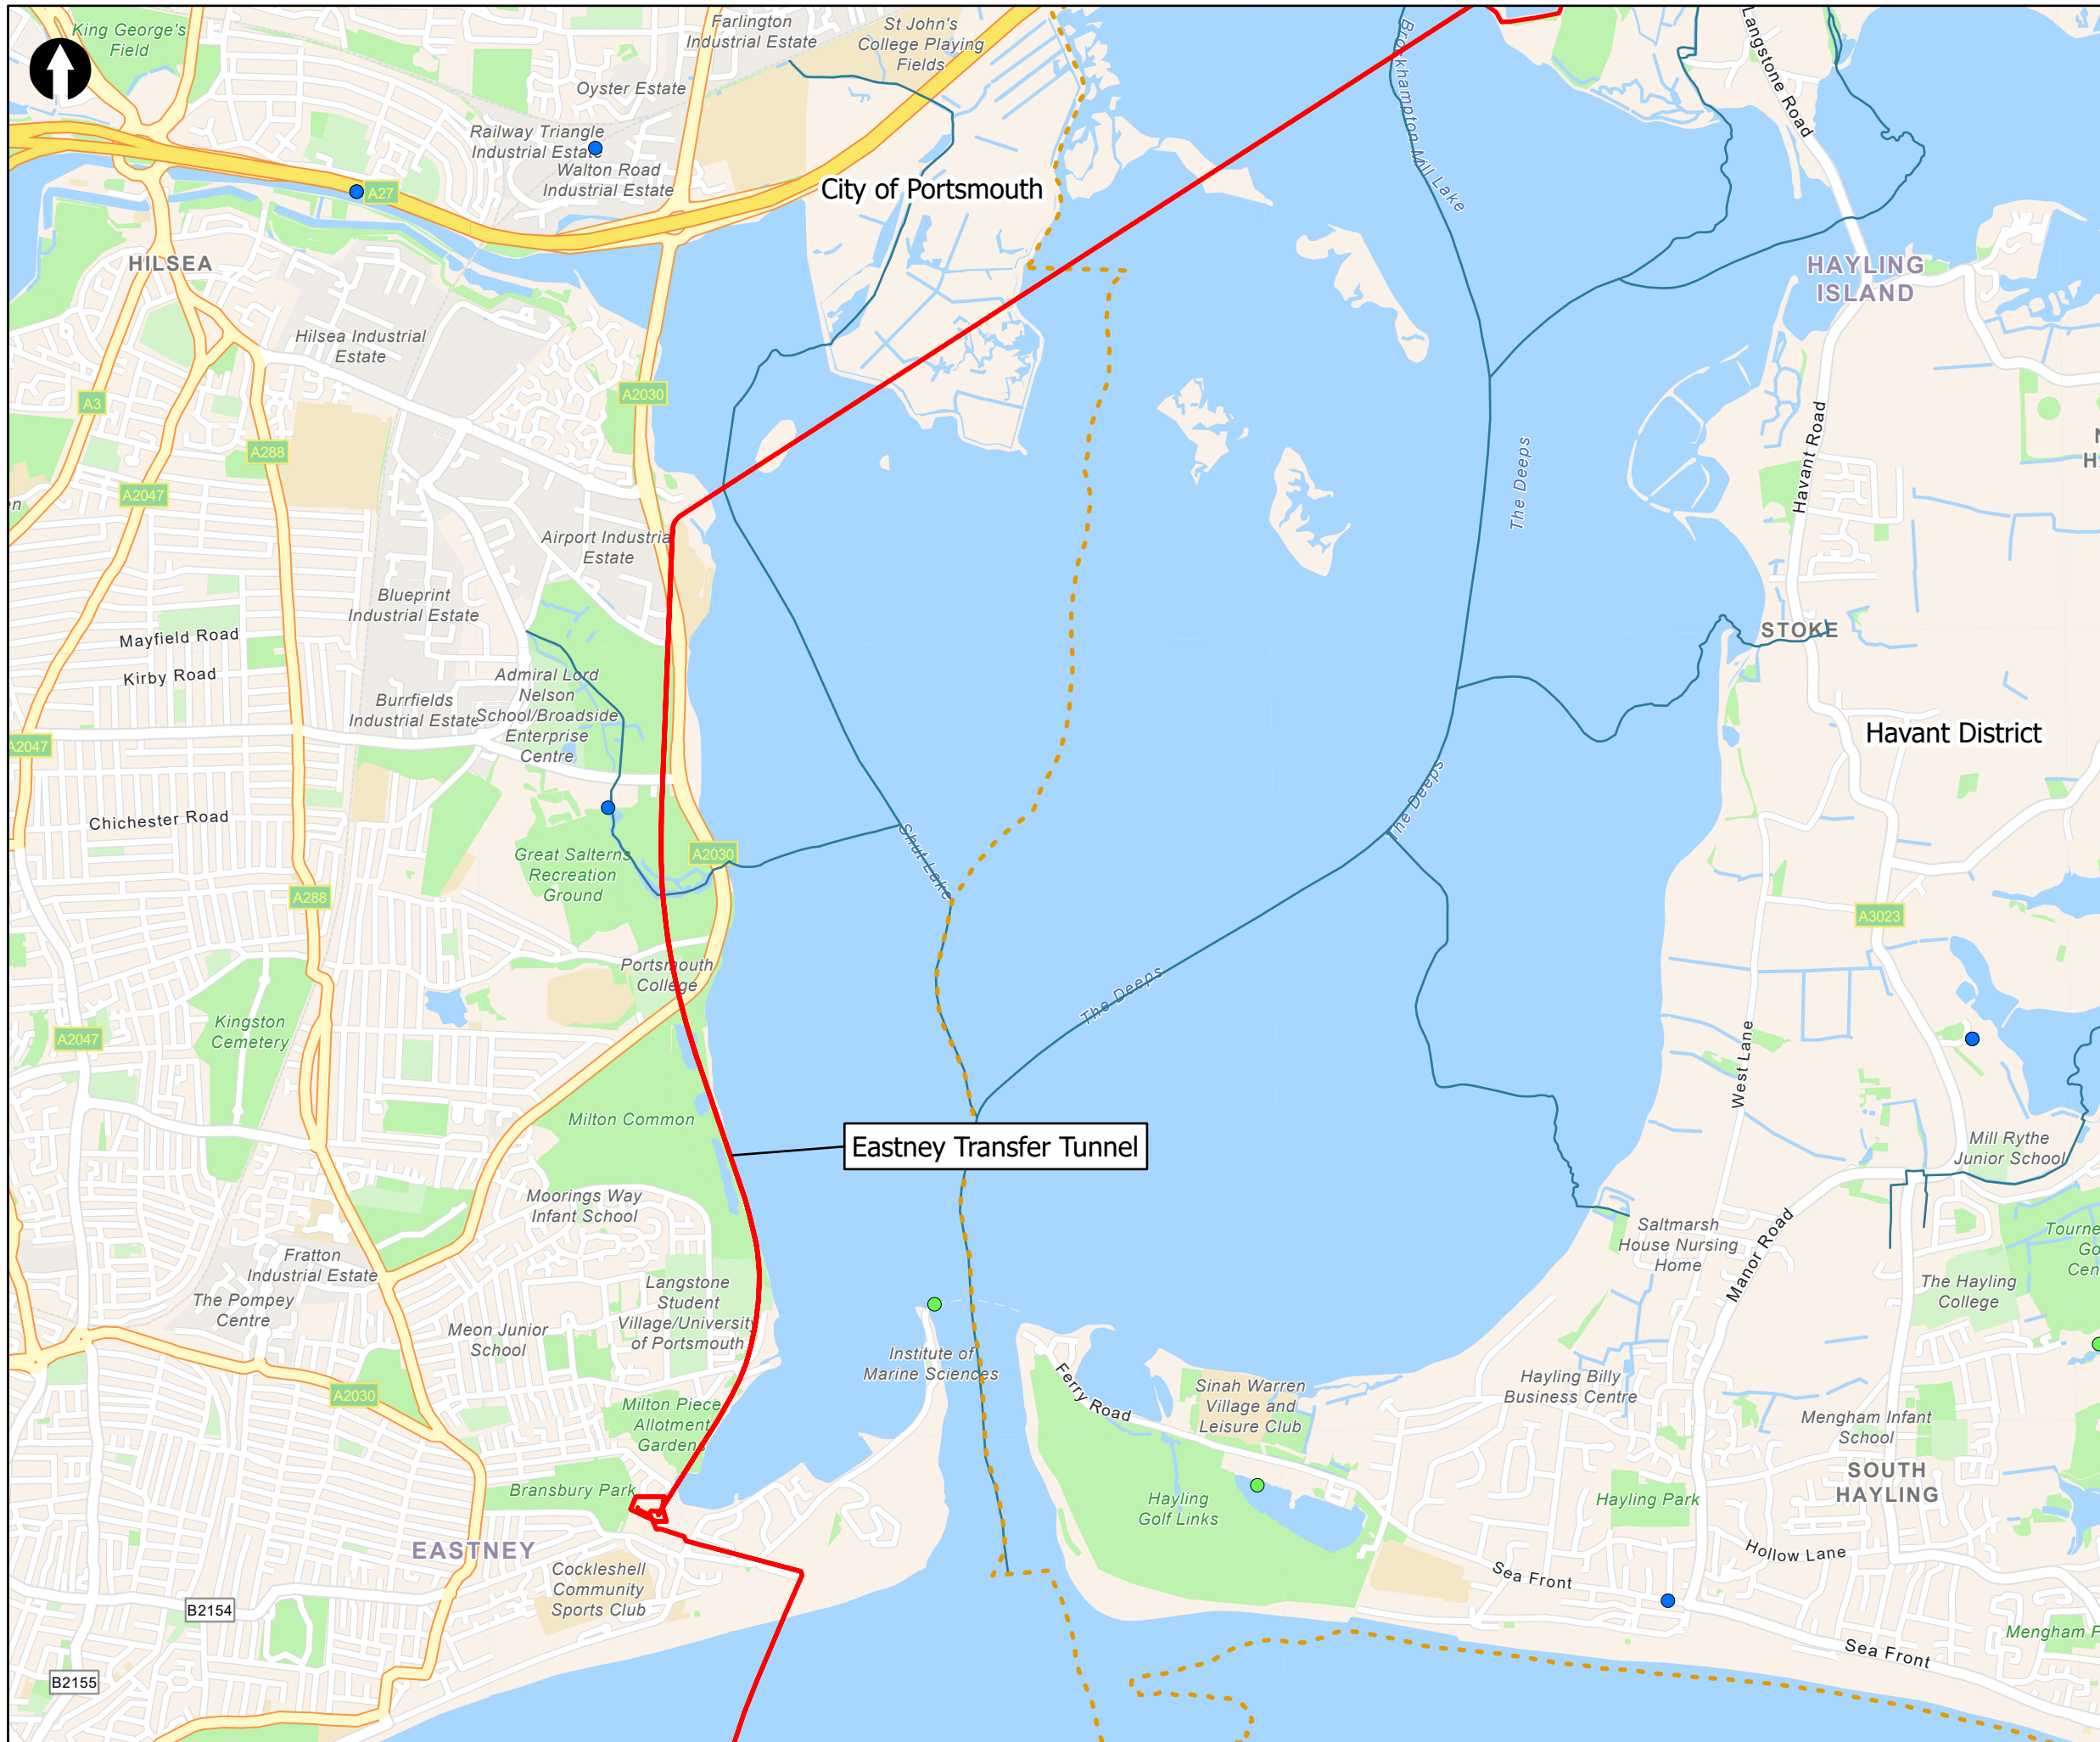 King George's
Field
Farlington
Industrial Estate
St John's
College Playing
Fields
Oyster Estate
Railway Triangle
Industrial Estate
Walton Road
Industrial Estate
A27
City of Portsmouth
Brockhampton Mill Lake
Langstone Road
HILSEA
HAYLING
ISLAND
Hilsea Industrial
Estate
A3
A2030
A288
A2047
Havant Road
The Deeps
Airport Industrial
Estate
Blueprint
Industrial Estate
Mayfield Road
Kirby Road
STOKE
Admiral Lord
Nelson
School/Broadside
Enterprise
Centre
Burrfields
Industrial Estate
A2047
Havant District
The Deeps
Chichester Road
Shut Lake
Great Salterns
Recreation
Ground
A2030
A288
A3023
Portsmouth
College
The Deeps
Kingston
Cemetery
A2047
West Lane
Milton Common
Eastney Transfer Tunnel
Mill Rythe
Junior School
Moorings Way
Infant School
Saltmarsh
House Nursing
Home
Manor Road
Fratton
Industrial Estate
The Pompey
Centre
Langstone
Student
Village/University
of Portsmouth
The Hayling
College
Meon Junior
School
Institute of
Marine Sciences
Ferry Road
Sinah Warren
Village and
Leisure Club
Hayling Billy
Business Centre
A2030
Milton Piece
Allotment
Gardens
Mengham Infant
School
SOUTH
HAYLING
Bransbury Park
Hayling
Golf Links
Hayling Park
EASTNEY
Hollow Lane
Cockleshell
Community
Sports Club
Sea Front
B2154
Sea Front
B2155